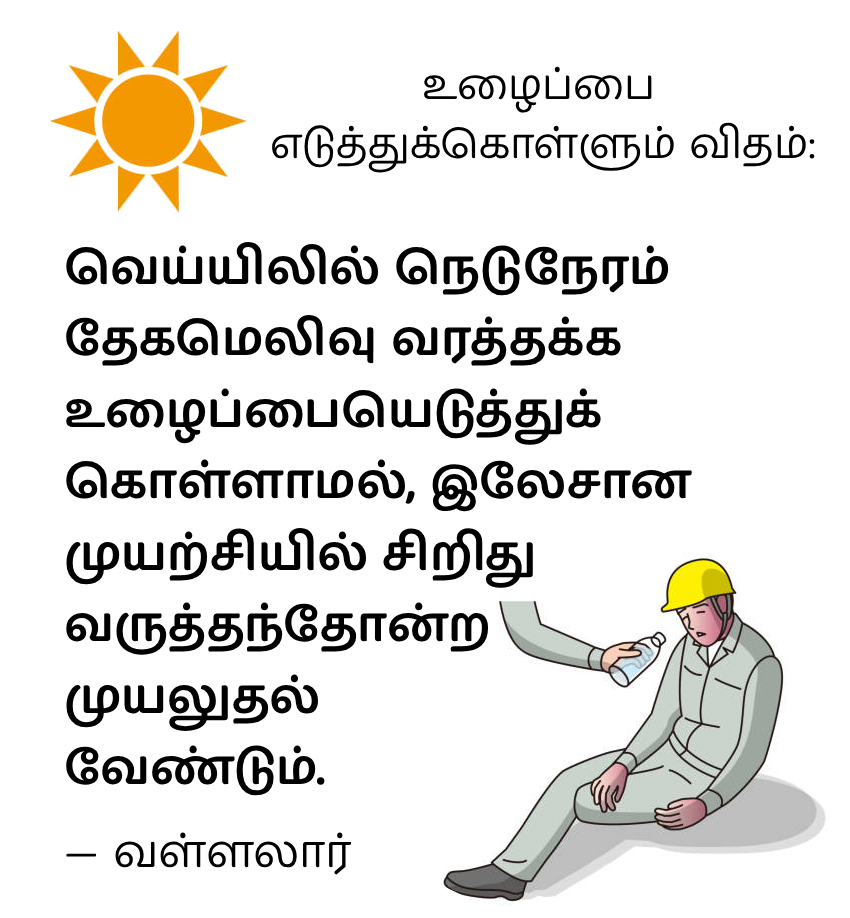 உழைப்பை
எடுத்துக்கொள்ளும் விதம்:
வெய்யிலில் நெடுநேரம்
தேகமெலிவு வரத்தக்க
உழைப்பையெடுத்துக்
கொள்ளாமல், இலேசான
முயற்சியில் சிறிது
வருத்தந்தோன்ற
முயலுதல்
வேண்டும்.
– வள்ளலார்